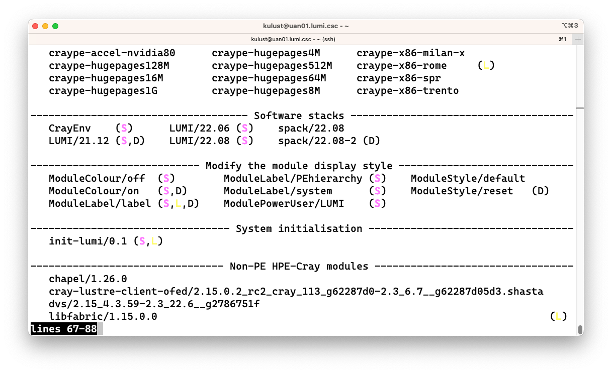 kulust@uan01.lumi.csc - ~
⌥⌘3
kulust@uan01.lumi.csc - ~ (ssh)
⌘1
craype-accel-nvidia80 craype-hugepages4M craype-x86-milan-x
craype-hugepages128M craype-hugepages512M craype-x86-rome (L)
craype-hugepages16M craype-hugepages64M craype-x86-spr
craype-hugepages1G craype-hugepages8M craype-x86-trento
Software stacks
CrayEnv (S) LUMI/22.06 (S) spack/22.08
LUMI/21.12 (S,D) LUMI/22.08 (S) spack/22.08-2 (D)
Modify the module display style
ModuleColour/off (S) ModuleLabel/PEhierarchy (S) ModuleStyle/default
ModuleColour/on (S,D) ModuleLabel/system (S) ModuleStyle/reset (D)
ModuleLabel/label (S,L,D) ModulePowerUser/LUMI (S)
System initialisation
init-lumi/0.1 (S,L)
Non-PE HPE-Cray modules
chapel/1.26.0
cray-lustre-client-ofed/2.15.0.2_rc2_cray_113_g62287d0-2.3_6.7__g62287d05d3.shasta
dvs/2.15_4.3.59-2.3_22.6__g2786751f
libfabric/1.15.0.0 (L)
lines 67-88